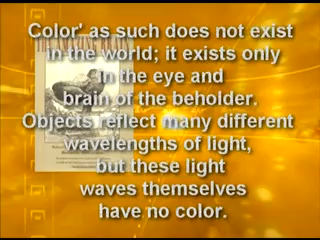 Color' as such does not exist
in the world; it exists only
in the eye and
brain of the beholder.
Objects reflect many different
wavelengths of light,
but these light
waves themselves
have no color.